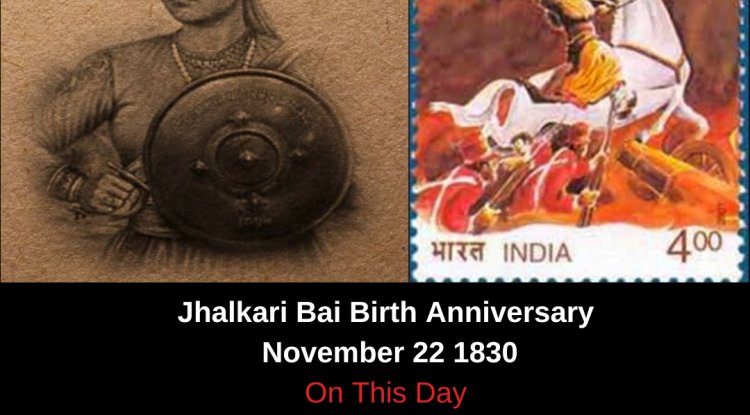 भारत INDIA 4.00
Jhalkari Bai Birth Anniversary
November 22 1830
On This Day